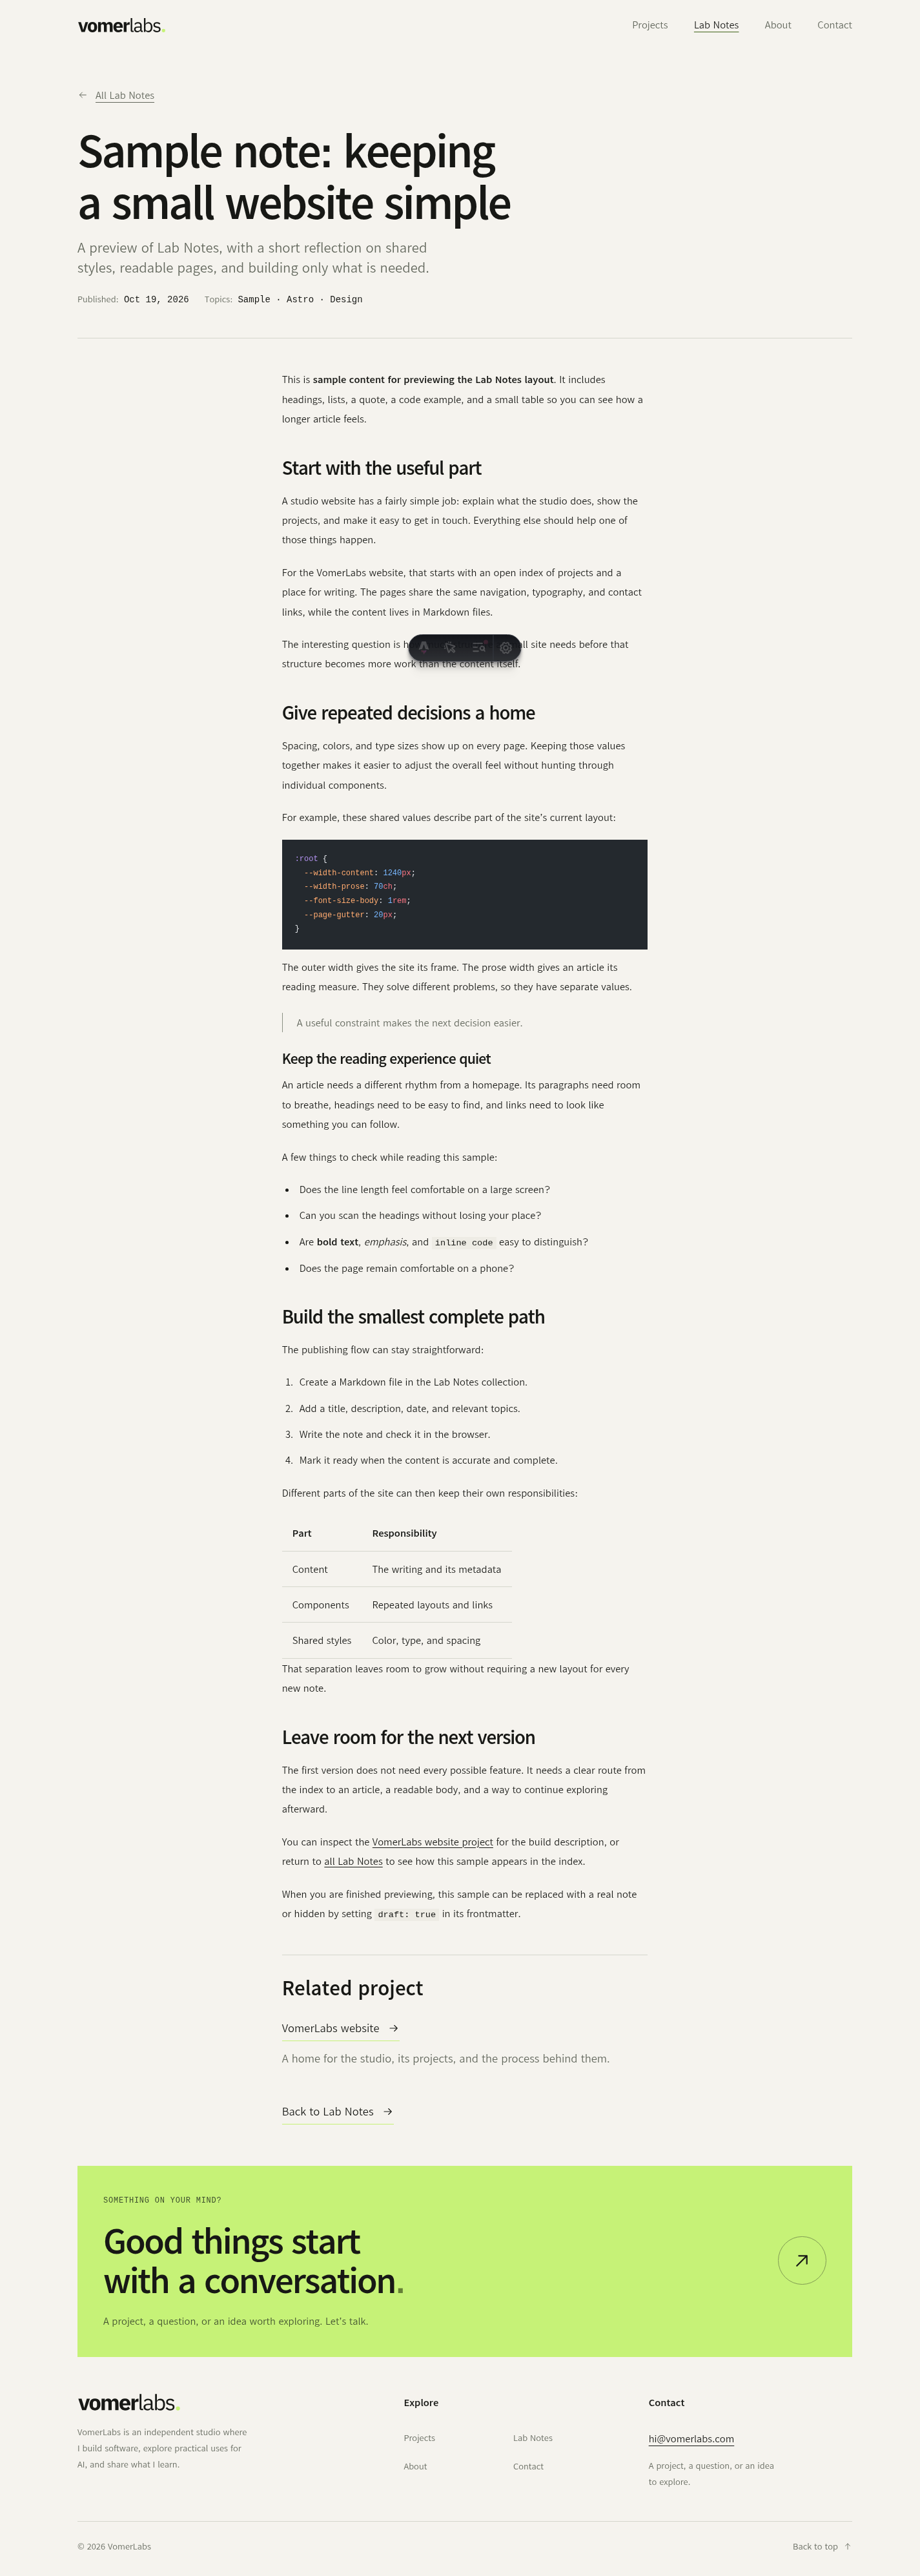 vomerlabs.
Projects Lab Notes About Contact
← All Lab Notes
Sample note: keeping
a small website simple
A preview of Lab Notes, with a short reflection on shared
styles, readable pages, and building only what is needed.
Published: Oct 19, 2026 Topics: Sample · Astro · Design
This is sample content for previewing the Lab Notes layout. It includes
headings, lists, a quote, a code example, and a small table so you can see how a
longer article feels.
Start with the useful part
A studio website has a fairly simple job: explain what the studio does, show the
projects, and make it easy to get in touch. Everything else should help one of
those things happen.
For the VomerLabs website, that starts with an open index of projects and a
place for writing. The pages share the same navigation, typography, and contact
links, while the content lives in Markdown files.
The interesting question is site needs before that
structure becomes more work than the content itself.
Give repeated decisions a home
Spacing, colors, and type sizes show up on every page. Keeping those values
together makes it easier to adjust the overall feel without hunting through
individual components.
For example, these shared values describe part of the site's current layout:
:root {
--width-content: 1240px;
--width-prose: 70ch;
--font-size-body: 1rem;
--page-gutter: 20px;
}
The outer width gives the site its frame. The prose width gives an article its
reading measure. They solve different problems, so they have separate values.
A useful constraint makes the next decision easier.
Keep the reading experience quiet
An article needs a different rhythm from a homepage. Its paragraphs need room
to breathe, headings need to be easy to find, and links need to look like
something you can follow.
A few things to check while reading this sample:
• Does the line length feel comfortable on a large screen?
• Can you scan the headings without losing your place?
• Are bold text, emphasis, and inline code easy to distinguish?
• Does the page remain comfortable on a phone?
Build the smallest complete path
The publishing flow can stay straightforward:
1. Create a Markdown file in the Lab Notes collection.
2. Add a title, description, date, and relevant topics.
3. Write the note and check it in the browser.
4. Mark it ready when the content is accurate and complete.
Different parts of the site can then keep their own responsibilities:
Part Responsibility
Content The writing and its metadata
Components Repeated layouts and links
Shared styles Color, type, and spacing
That separation leaves room to grow without requiring a new layout for every
new note.
Leave room for the next version
The first version does not need every possible feature. It needs a clear route from
the index to an article, a readable body, and a way to continue exploring
afterward.
You can inspect the VomerLabs website project for the build description, or
return to all Lab Notes to see how this sample appears in the index.
When you are finished previewing, this sample can be replaced with a real note
or hidden by setting draft: true in its frontmatter.
Related project
VomerLabs website →
A home for the studio, its projects, and the process behind them.
Back to Lab Notes →
SOMETHING ON YOUR MIND?
Good things start
with a conversation.
A project, a question, or an idea worth exploring. Let's talk.
vomerlabs.
VomerLabs is an independent studio where
I build software, explore practical uses for
AI, and share what I learn.
Explore
Projects Lab Notes
About Contact
Contact
hi@vomerlabs.com
A project, a question, or an idea
to explore.
© 2026 VomerLabs
Back to top ↑